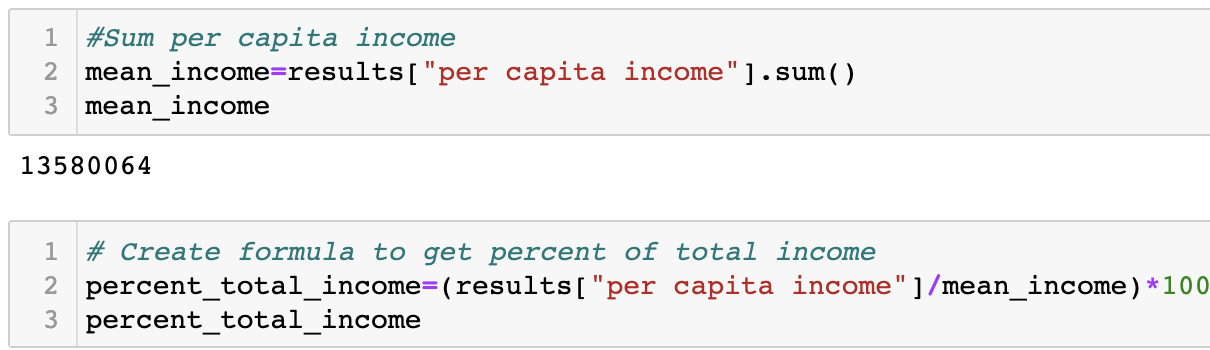 1 #Sum per capita income
2 mean_income=results["per capita income"].sum()
3 mean_income
13580064
1 # Create formula to get percent of total income
2 percent_total_income=(results["per capita income"]/mean_income)*100
3 percent_total_income